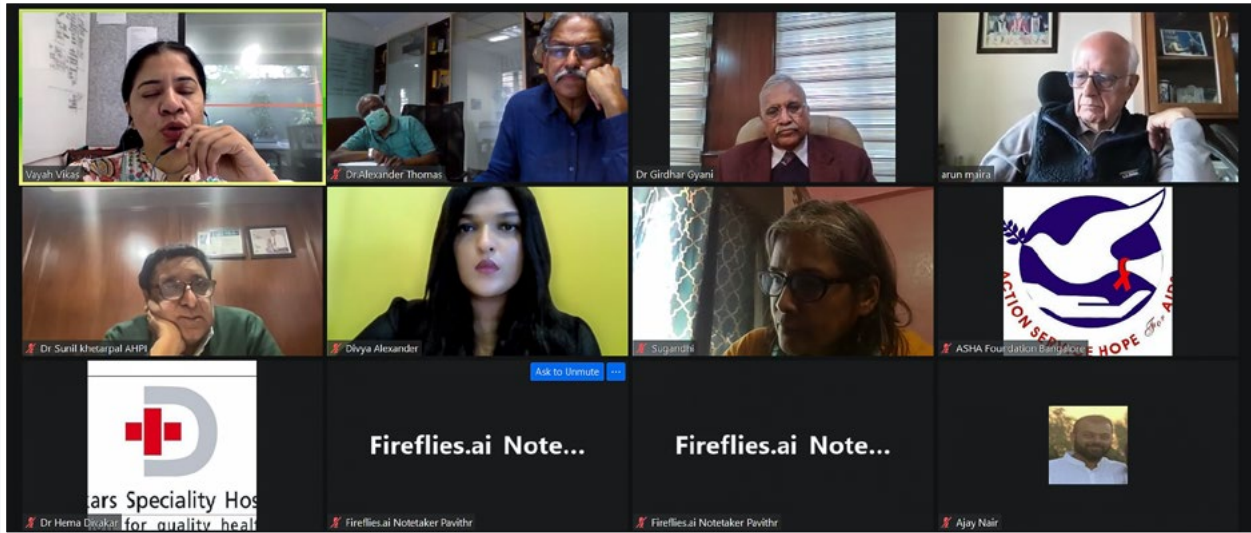 Vayah Vikas
Dr.Alexander Thomas
Dr Girdhar Gyani
arun maira
Dr Sunil khetarpal AHPI
Divya Alexander
Sugandhi
ACTION SERVICE HOPE For AIDS
ASHA Foundation Bangalore
Ask to Unmute ...
D
kars Speciality Hos
for quality healt
Dr Hema Divakar
Fireflies.ai Note...
Fireflies.ai Notetaker Pavithr
Fireflies.ai Note...
Fireflies.ai Notetaker Pavithr
Ajay Nair